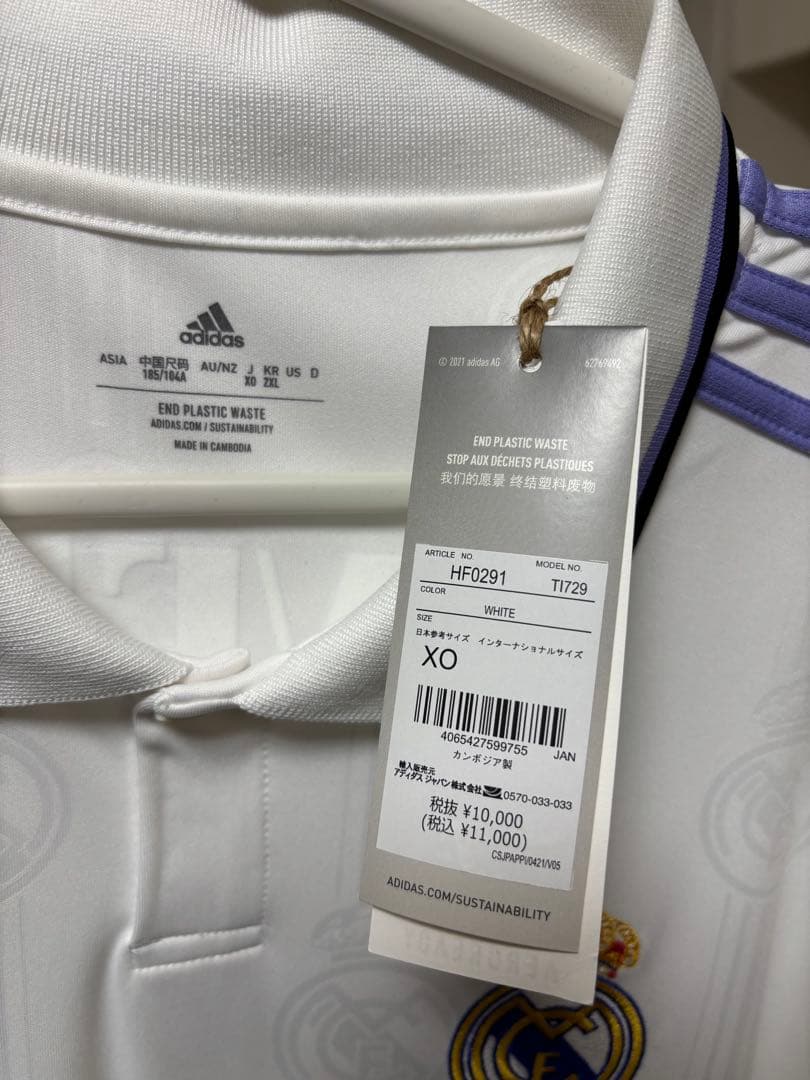 adidas
ASIA 中国尺码 AU/NZ J KR US D
185/104A XO 2XL
END PLASTIC WASTE
ADIDAS.COM / SUSTAINABILITY
MADE IN CAMBODIA
© 2021 adidas AG 62769492
END PLASTIC WASTE
STOP AUX DÉCHETS PLASTIQUES
我们的愿景 终结塑料废物
ARTICLE NO. MODEL NO.
HF0291 TI729
COLOR
WHITE
SIZE
日本参考サイズ インターナショナルサイズ
XO
4065427599755 JAN
カンボジア製
輸入販売元
アディダス ジャパン株式会社 0570-033-033
税抜 ¥10,000
(税込 ¥11,000)
CSJPAPPI/0421/V05
ADIDAS.COM/SUSTAINABILITY